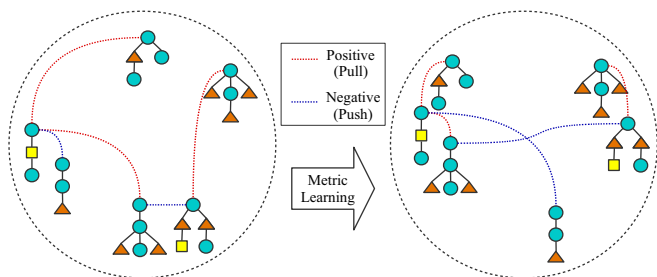 Positive
(Pull)
Negative
(Push)
Metric
Learning